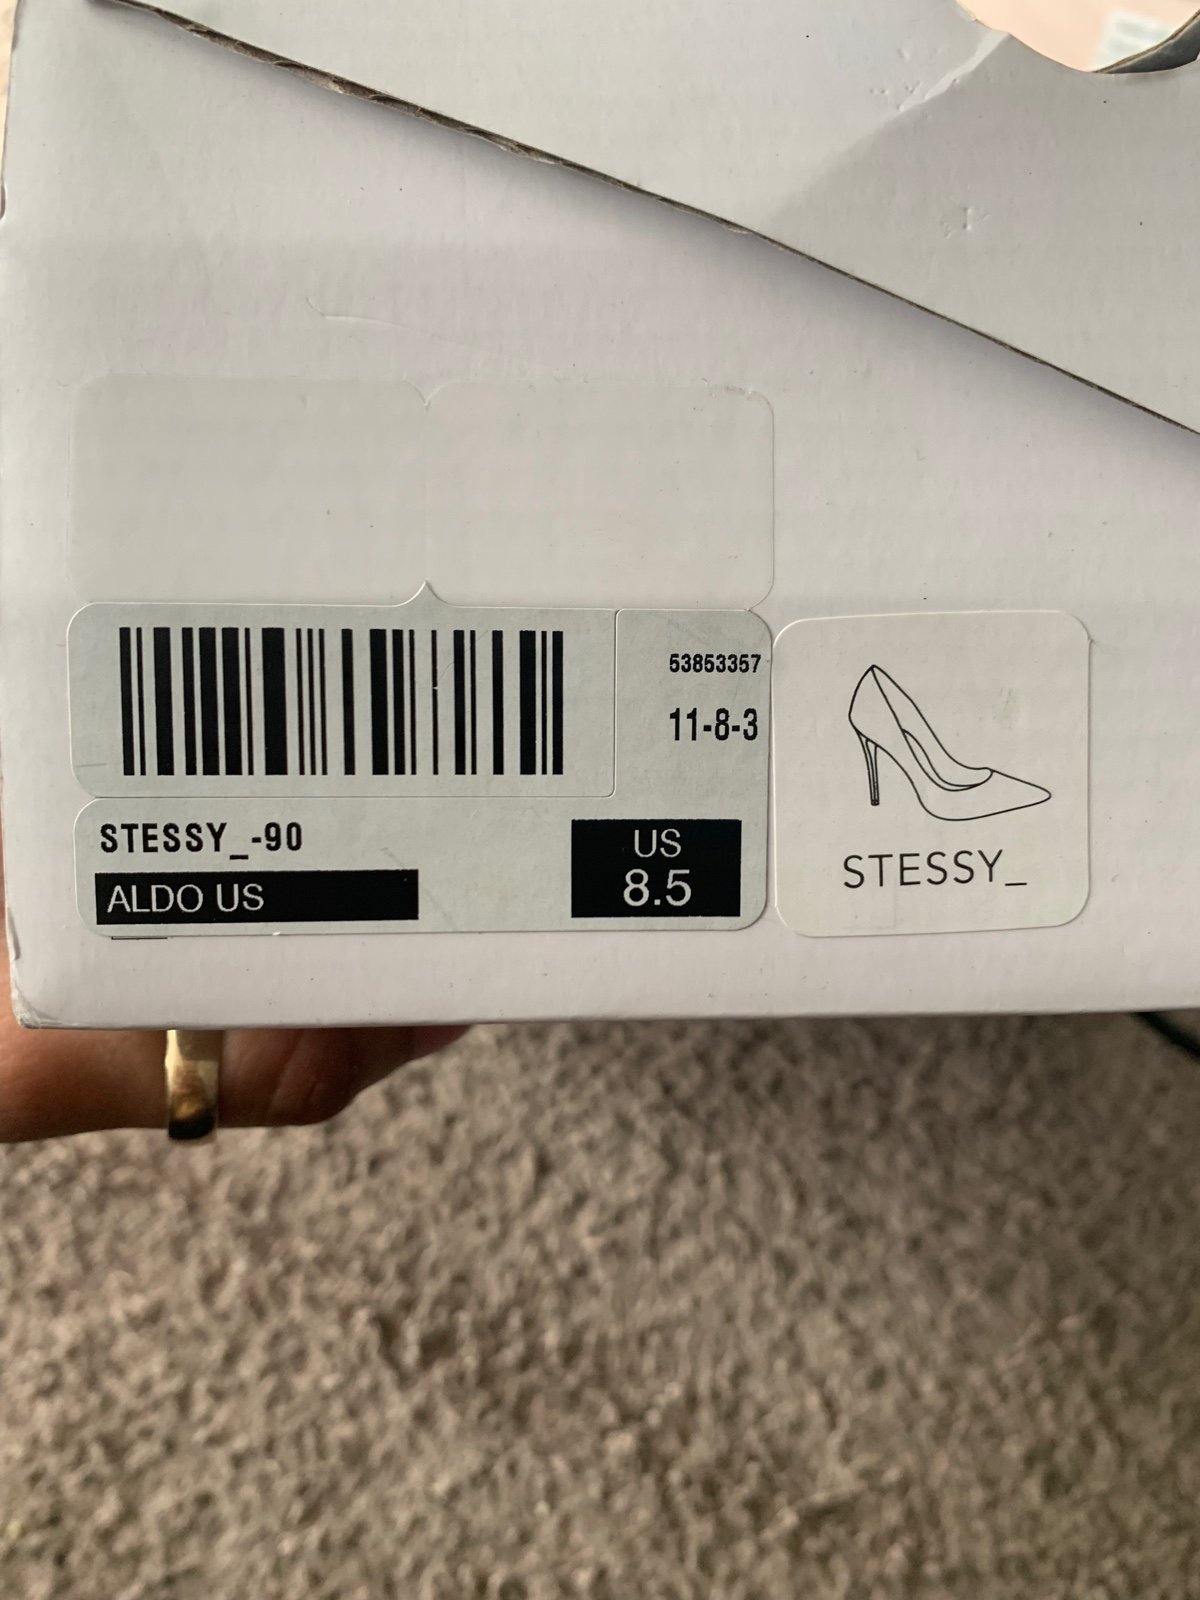 53853357
11-8-3
STESSY_-90
ALDO US
US
8.5
STESSY_